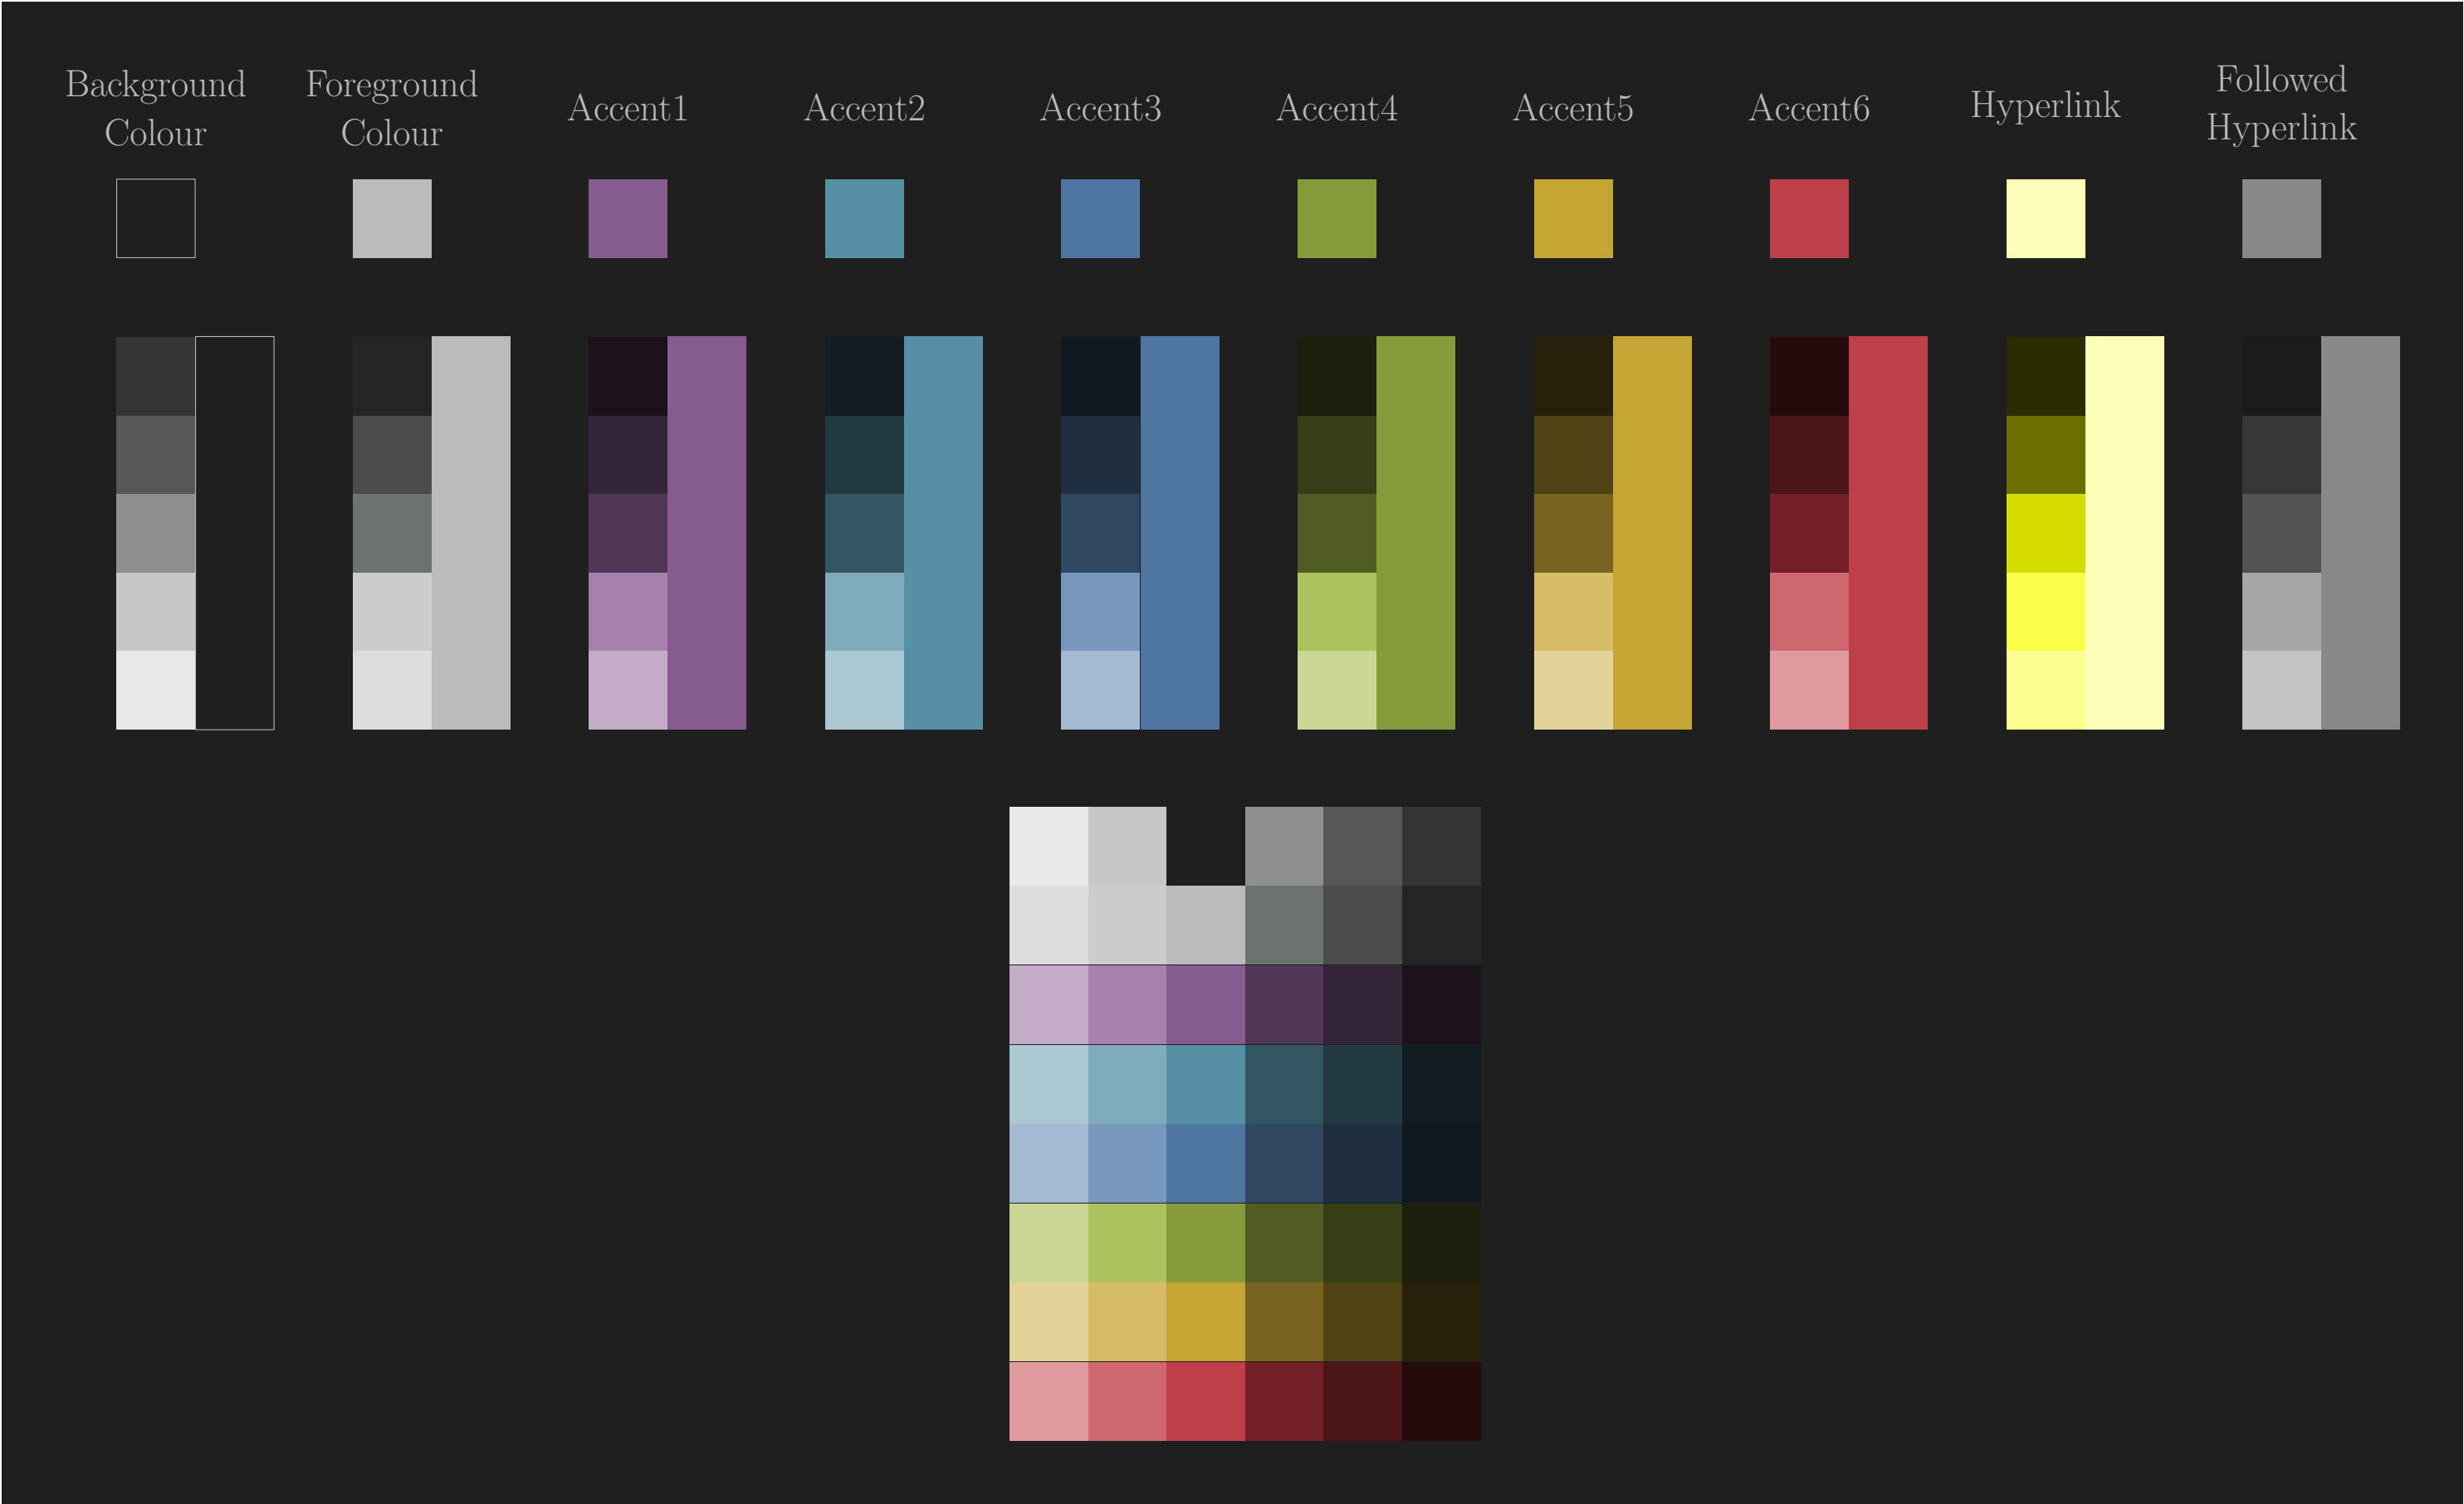 Background
Colour
Foreground
Colour
Accent1
Accent2
Accent3
Accent4
Accent5
Accent6
Hyperlink
Followed
Hyperlink